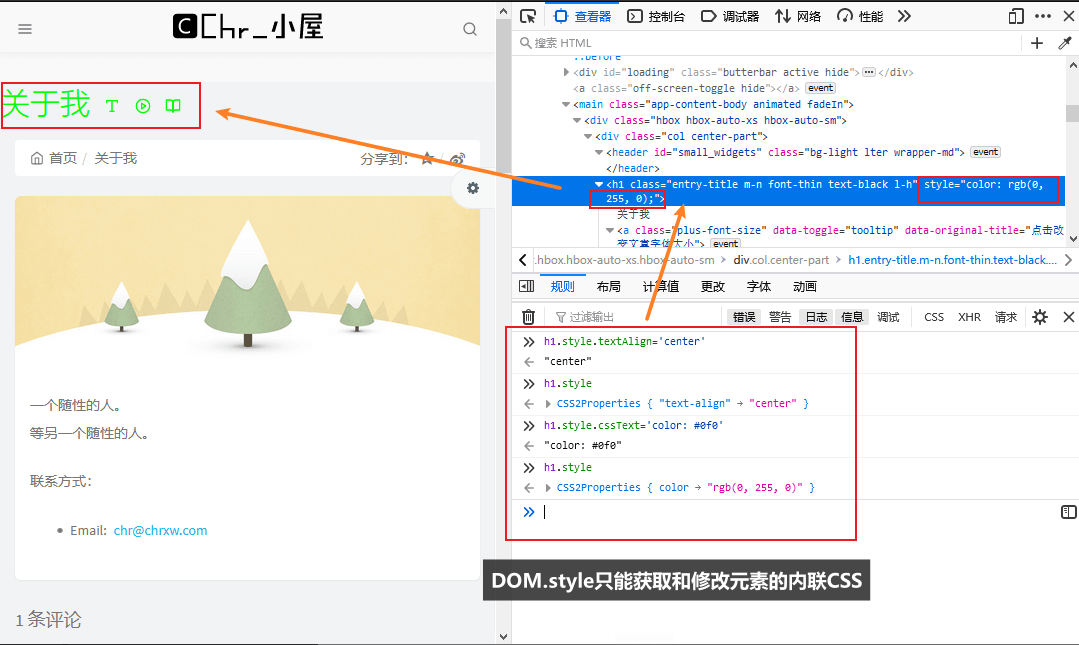 Chr_小屋
关于我 T
首页 / 关于我
分享到:
一个随性的人。
等另一个随性的人。
联系方式:
Email: chr@chrxw.com
1 条评论
查看器 控制台 调试器 网络 性能
搜索 HTML
::before
<div id="loading" class="butterbar active hide"> </div>
<a class="off-screen-toggle hide"></a> event
<main class="app-content-body animated fadeIn">
<div class="hbox hbox-auto-xs hbox-auto-sm">
<div class="col center-part">
<header id="small_widgets" class="bg-light lter wrapper-md"> event
</header>
<h1 class="entry-title m-n font-thin text-black l-h" style="color: rgb(0,
255, 0);">
关于我
<a class="plus-font-size" data-toggle="tooltip" data-original-title="点击改
变文章字体大小"> event
.hbox.hbox-auto-xs.hbox-auto-sm > div.col.center-part > h1.entry-title.m-n.font-thin.text-black....
规则 布局 计算值 更改 字体 动画
过滤输出 错误 警告 日志 信息 调试 CSS XHR 请求
h1.style.textAlign='center'
"center"
h1.style
CSS2Properties { "text-align" → "center" }
h1.style.cssText='color: #0f0'
"color: #0f0"
h1.style
CSS2Properties { color → "rgb(0, 255, 0)" }
DOM.style只能获取和修改元素的内联CSS